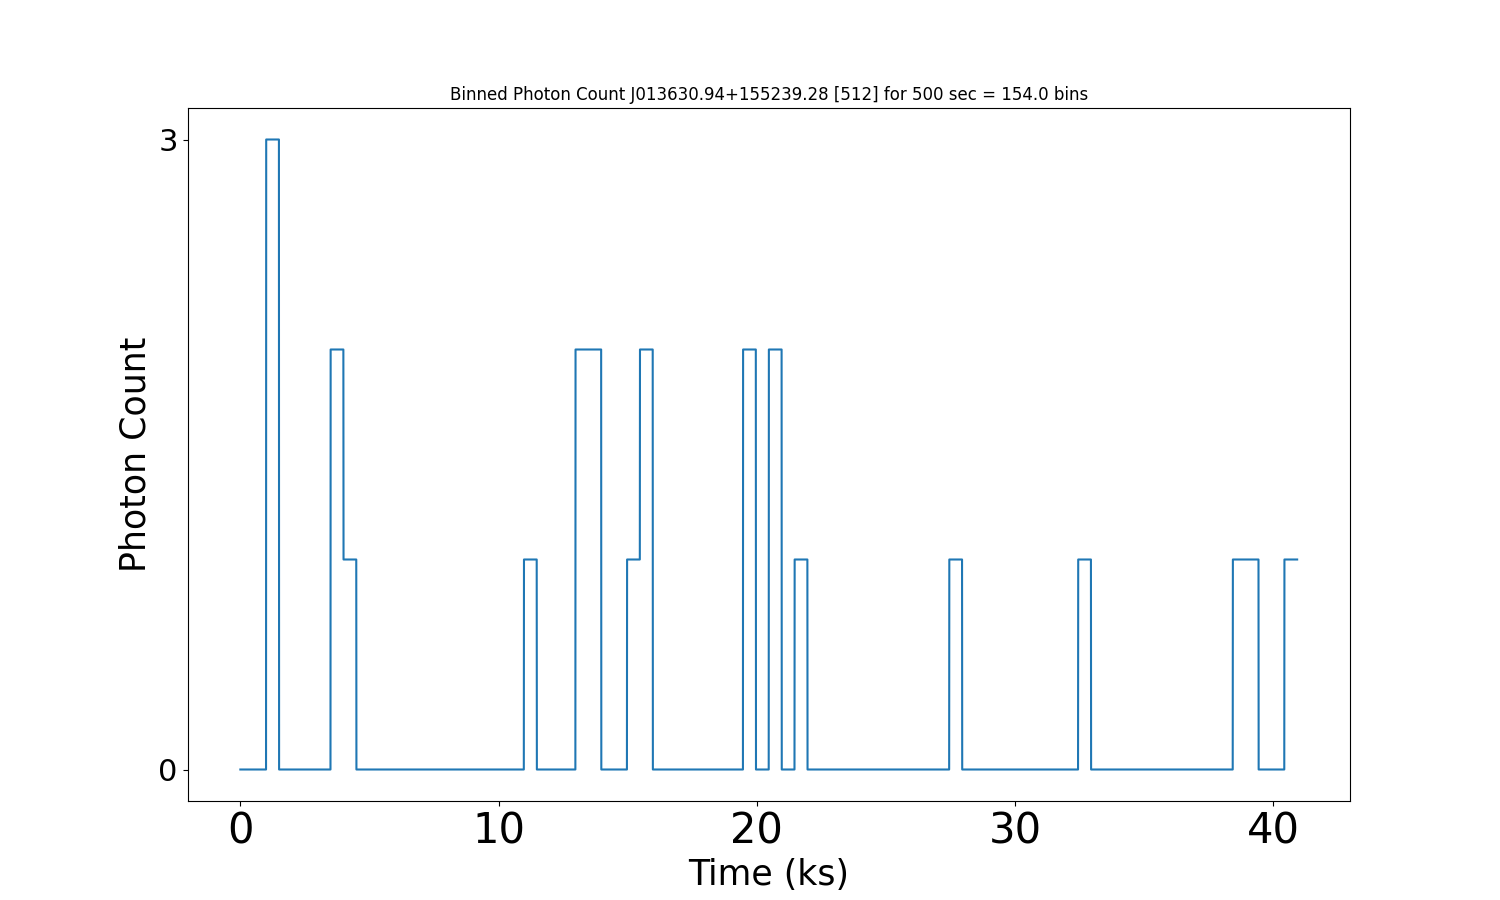 Binned Photon Count J013630.94+155239.28 [512] for 500 sec = 154.0 bins
3
Photon Count
0
0 10 20 30 40
Time (ks)